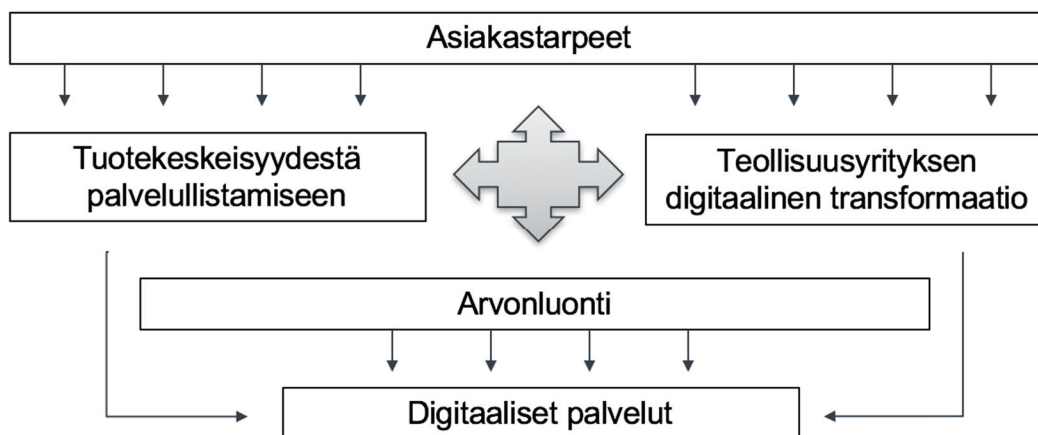 Asiakastarpeet
Tuotekeskeisyydestä
palvelullistamiseen
Teollisuusyrityksen
digitaalinen transformaatio
Arvonluonti
Digitaaliset palvelut